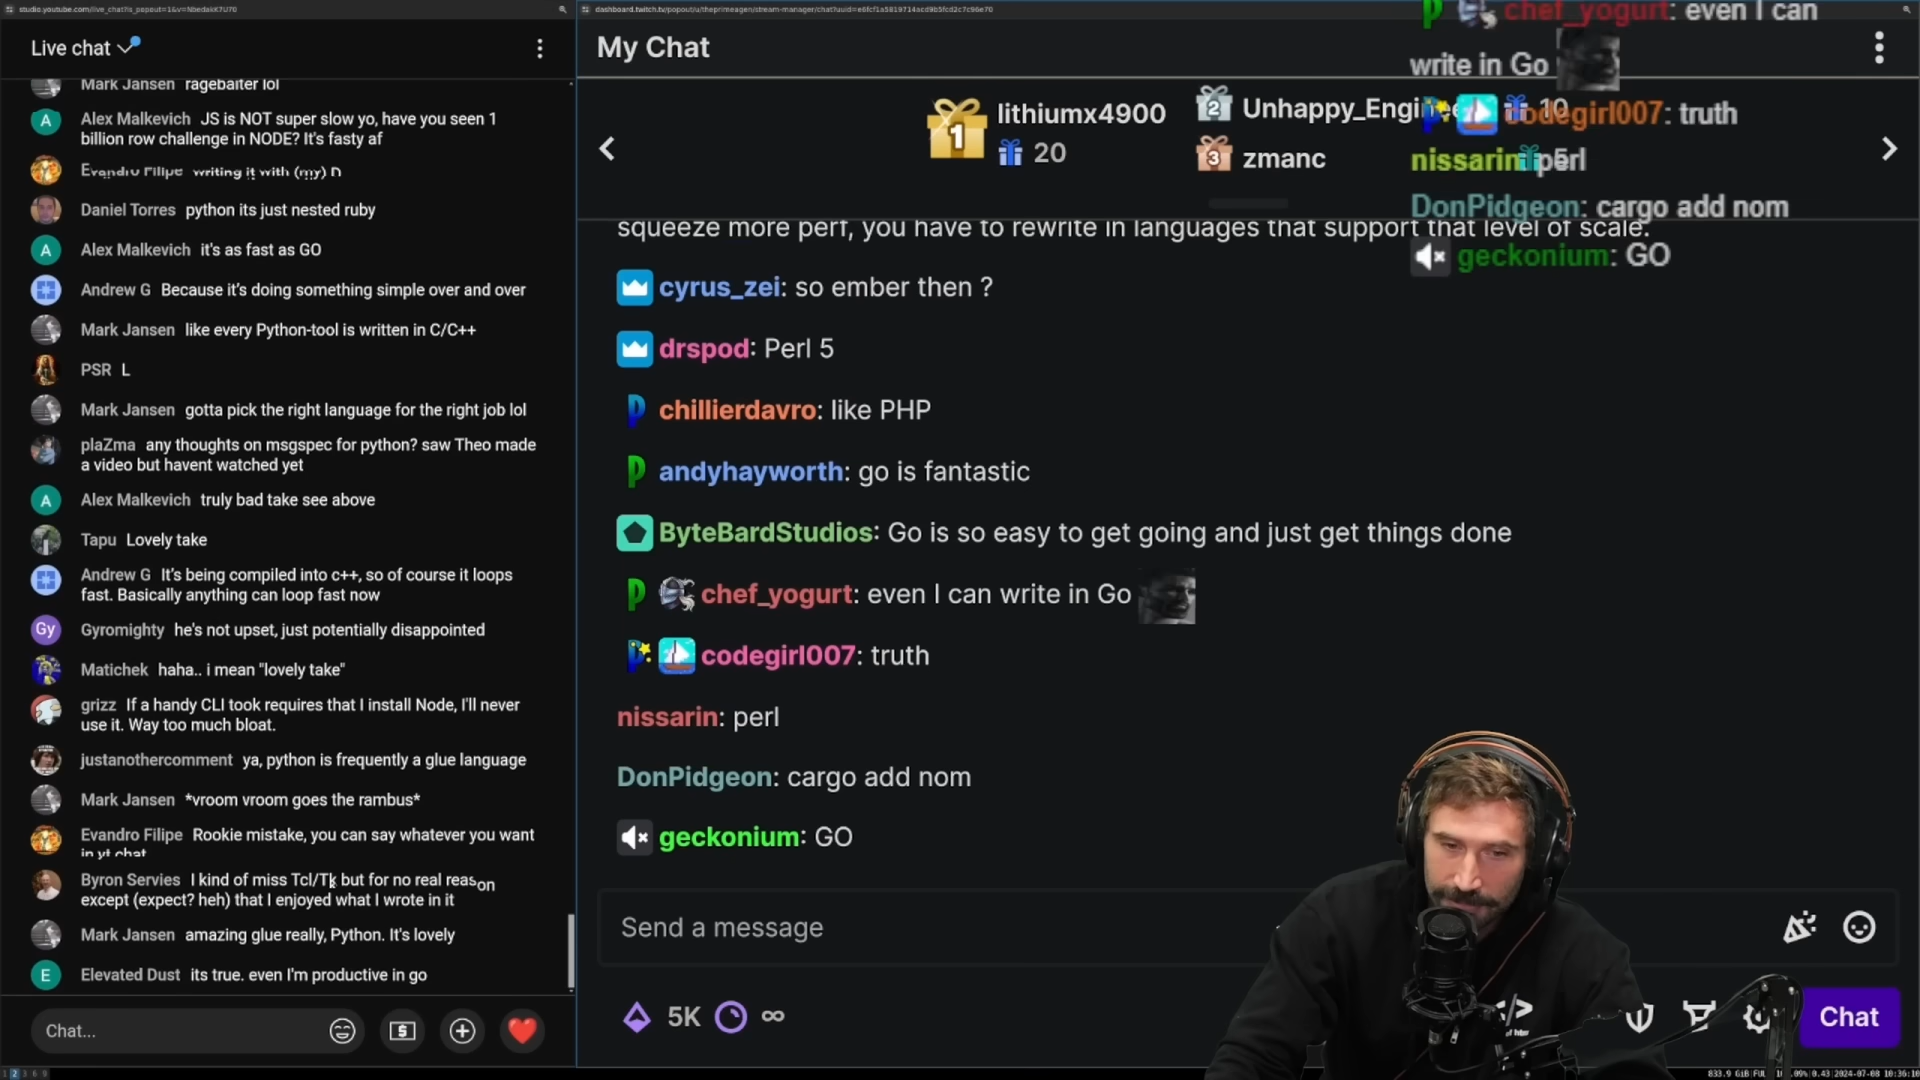 studio.youtube.com/live_chat?is_popout=1&v=NbedakK7U70
Live chat
Mark Jansen ragebaiter lol
A Alex Malkevich JS is NOT super slow yo, have you seen 1
billion row challenge in NODE? It's fasty af
Evandro Filipe writing it with (my) D
Daniel Torres python its just nested ruby
A Alex Malkevich it's as fast as GO
Andrew G Because it's doing something simple over and over
Mark Jansen like every Python-tool is written in C/C++
PSR L
Mark Jansen gotta pick the right language for the right job lol
plaZma any thoughts on msgspec for python? saw Theo made
a video but havent watched yet
A Alex Malkevich truly bad take see above
Tapu Lovely take
Andrew G It's being compiled into c++, so of course it loops
fast. Basically anything can loop fast now
Gy Gyromighty he's not upset, just potentially disappointed
Matichek haha.. i mean "lovely take"
grizz If a handy CLI took requires that I install Node, I'll never
use it. Way too much bloat.
justanothercomment ya, python is frequently a glue language
Mark Jansen *vroom vroom goes the rambus*
Evandro Filipe Rookie mistake, you can say whatever you want
in yt chat
Byron Servies I kind of miss Tcl/Tk but for no real reason
except (expect? heh) that I enjoyed what I wrote in it
Mark Jansen amazing glue really, Python. It's lovely
E Elevated Dust its true. even I'm productive in go
Chat...
My Chat
1 lithiumx4900
20
2 Unhappy_Engine
10
3 zmanc
5
squeeze more perf, you have to rewrite in languages that support that level of scale.
cyrus_zei: so ember then ?
drspod: Perl 5
chillierdavro: like PHP
andyhayworth: go is fantastic
ByteBardStudios: Go is so easy to get going and just get things done
chef_yogurt: even I can write in Go
codegirl007: truth
nissarin: perl
DonPidgeon: cargo add nom
geckonium: GO
Send a message
5K ∞
Chat
chef_yogurt: even I can
write in Go
codegirl007: truth
nissarin: perl
DonPidgeon: cargo add nom
geckonium: GO